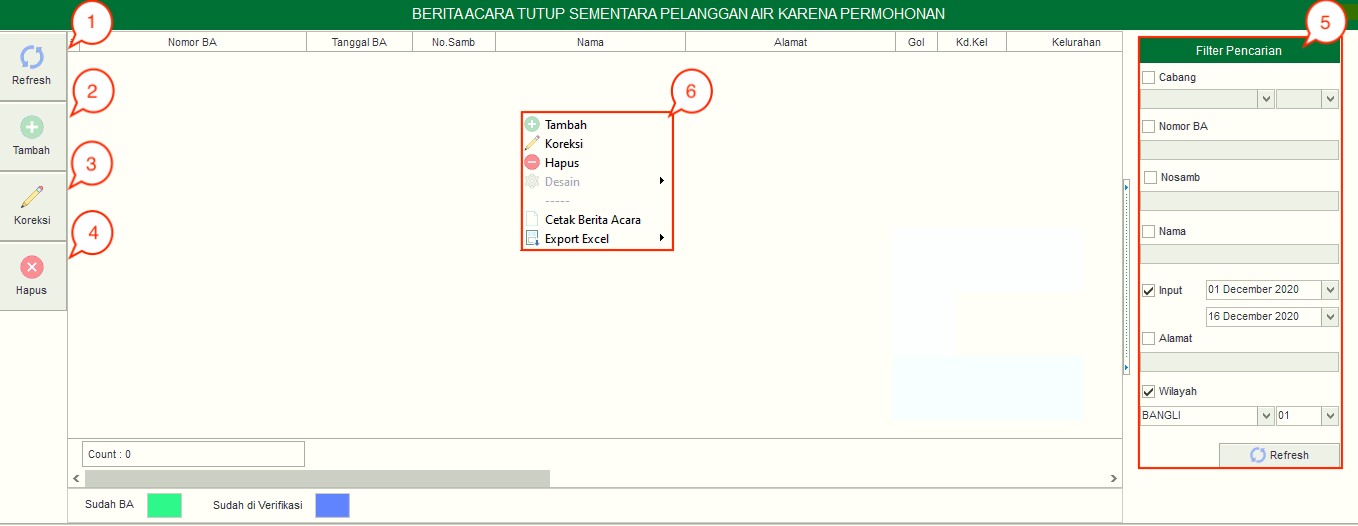 BERITA ACARA TUTUP SEMENTARA PELANGGAN AIR KARENA PERMOHONAN
1
2
3
4
5
6
Refresh
Tambah
Koreksi
Hapus
Nomor BA Tanggal BA No.Samb Nama Alamat Gol Kd.Kel Kelurahan
Tambah
Koreksi
Hapus
Desain
-----
Cetak Berita Acara
Export Excel
Filter Pencarian
Cabang
Nomor BA
Nosamb
Nama
Input 01 December 2020
16 December 2020
Alamat
Wilayah
BANGLI 01
Refresh
Count : 0
Sudah BA Sudah di Verifikasi